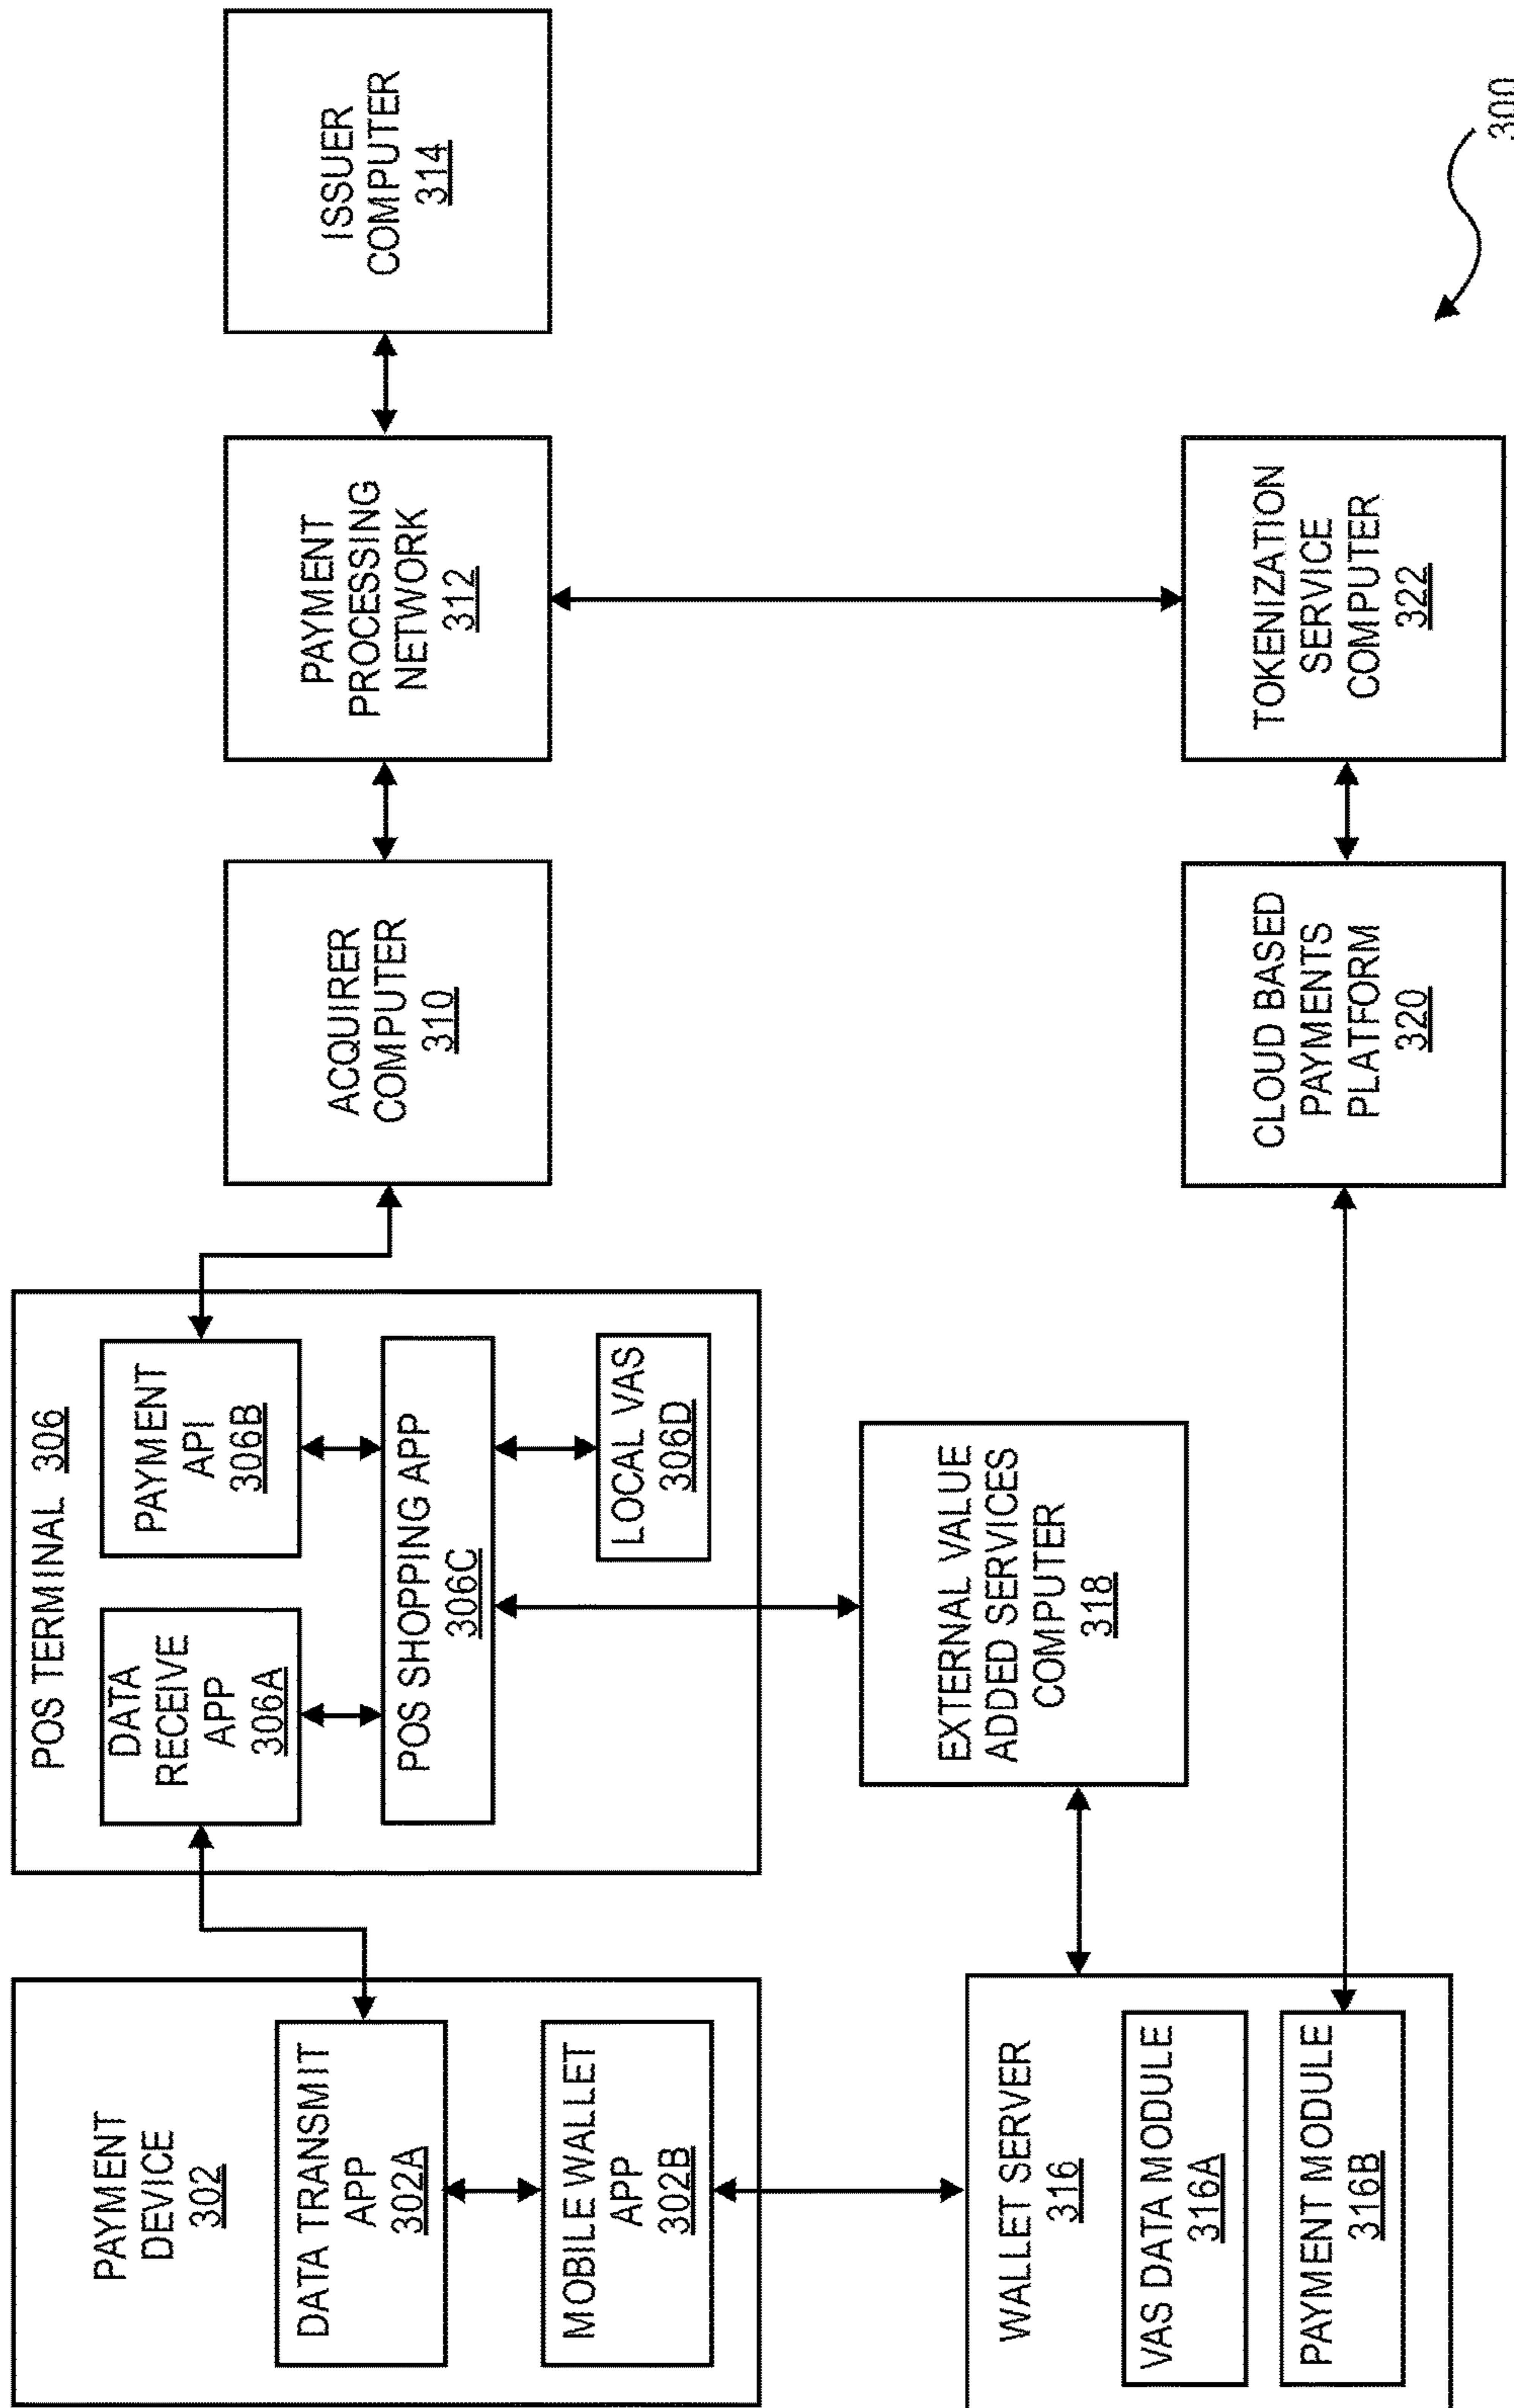 PAYMENT
DEVICE
302
DATA TRANSMIT
APP
302A
MOBILE WALLET
APP
302B
POS TERMINAL 306
DATA
RECEIVE
APP
306A
PAYMENT
API
306B
POS SHOPPING APP
306C
LOCAL VAS
306D
ACQUIRER
COMPUTER
310
PAYMENT
PROCESSING
NETWORK
312
ISSUER
COMPUTER
314
WALLET SERVER
316
VAS DATA MODULE
316A
PAYMENT MODULE
316B
EXTERNAL VALUE
ADDED SERVICES
COMPUTER
318
CLOUD BASED
PAYMENTS
PLATFORM
320
TOKENIZATION
SERVICE
COMPUTER
322
300